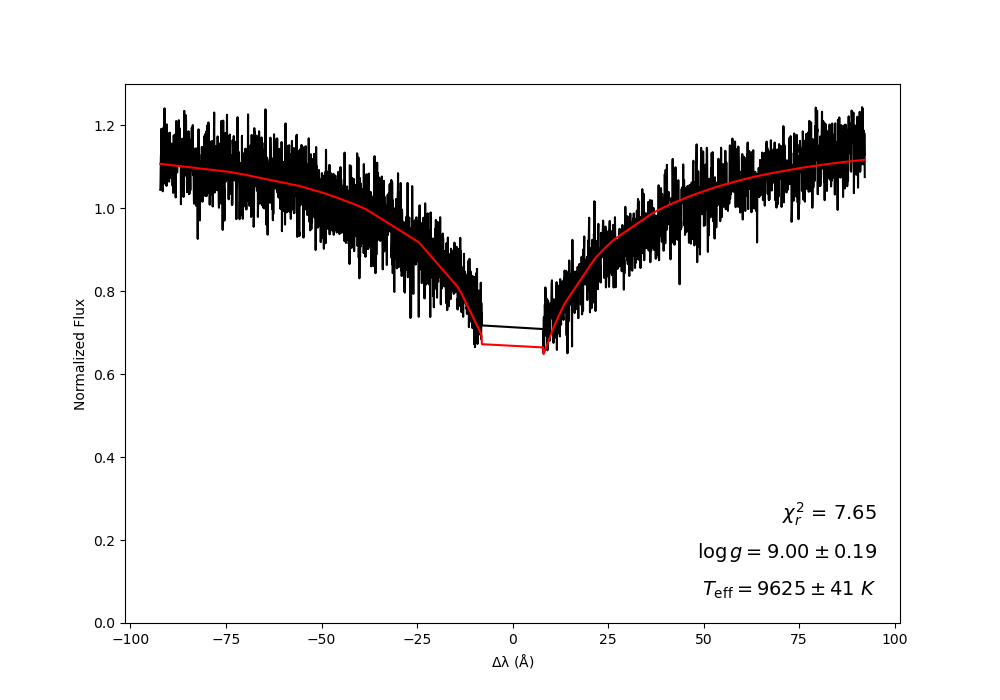 1.2
1.0
0.8
0.6
0.4
0.2
0.0
Normalized Flux
χ²ᵣ = 7.65
log g = 9.00 ± 0.19
T_eff = 9625 ± 41 K
−100 −75 −50 −25 0 25 50 75 100
Δλ (Å)